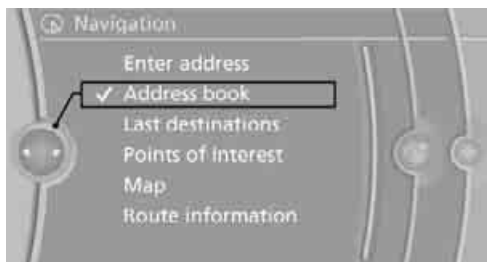 Navigation
Enter address
Address book
Last destinations
Points of Interest
Map
Route information